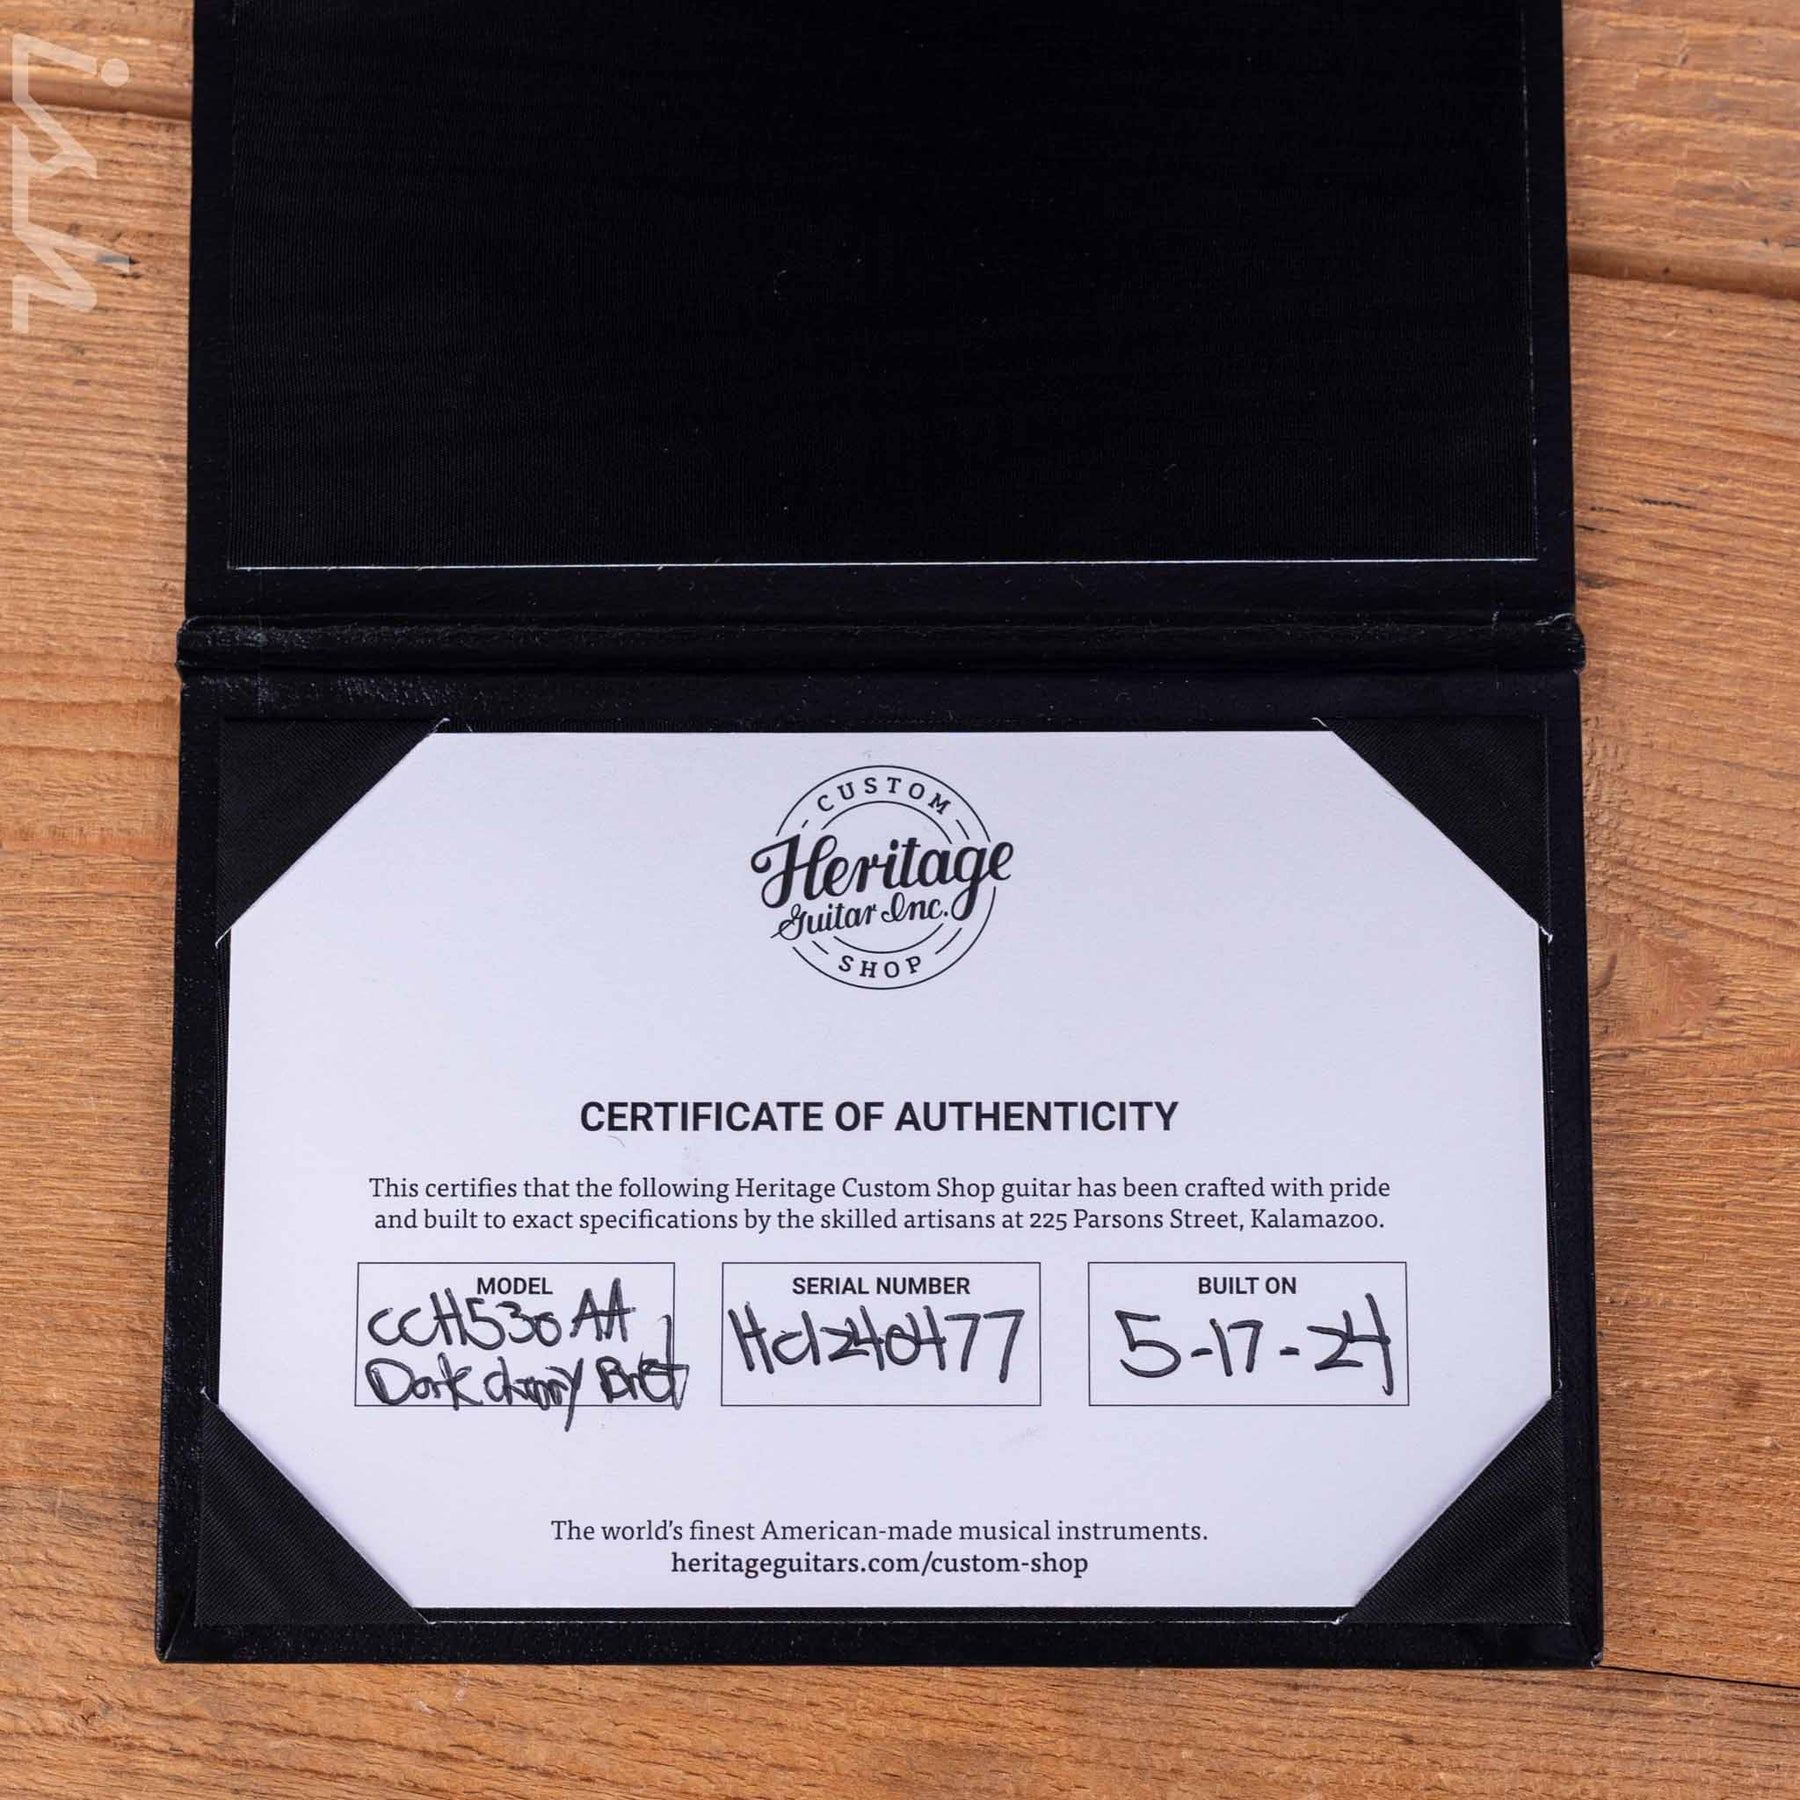 CUSTOM
Heritage
Guitar Inc.
SHOP
CERTIFICATE OF AUTHENTICITY
This certifies that the following Heritage Custom Shop guitar has been crafted with pride
and built to exact specifications by the skilled artisans at 225 Parsons Street, Kalamazoo.
MODEL
CCH530 AA
Dark cherry Brst
SERIAL NUMBER
Hc1240477
BUILT ON
5-17-24
The world's finest American-made musical instruments.
heritageguitars.com/custom-shop